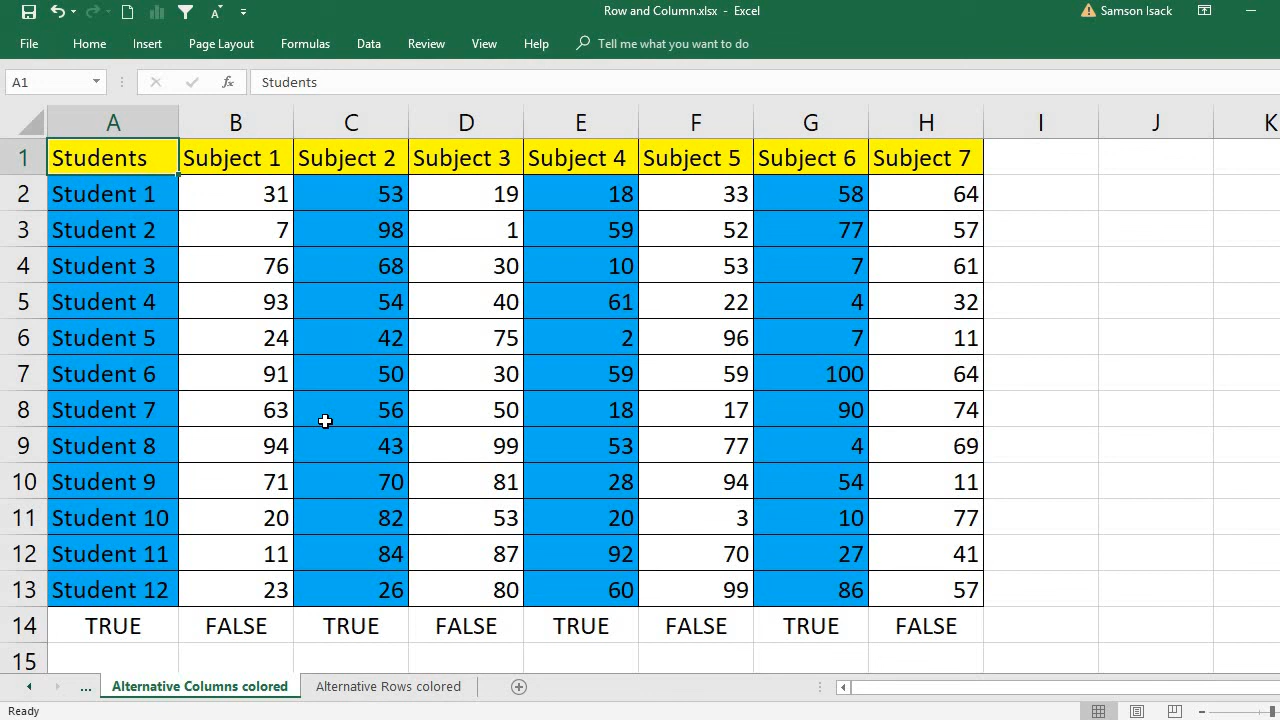 Row and Column.xlsx - Excel
Samson Isack
File Home Insert Page Layout Formulas Data Review View Help Tell me what you want to do
A1 fx Students
A B C D E F G H I J K
1 Students Subject 1 Subject 2 Subject 3 Subject 4 Subject 5 Subject 6 Subject 7
2 Student 1 31 53 19 18 33 58 64
3 Student 2 7 98 1 59 52 77 57
4 Student 3 76 68 30 10 53 7 61
5 Student 4 93 54 40 61 22 4 32
6 Student 5 24 42 75 2 96 7 11
7 Student 6 91 50 30 59 59 100 64
8 Student 7 63 56 50 18 17 90 74
9 Student 8 94 43 99 53 77 4 69
10 Student 9 71 70 81 28 94 54 11
11 Student 10 20 82 53 20 3 10 77
12 Student 11 11 84 87 92 70 27 41
13 Student 12 23 26 80 60 99 86 57
14 TRUE FALSE TRUE FALSE TRUE FALSE TRUE FALSE
15
... Alternative Columns colored Alternative Rows colored
Ready